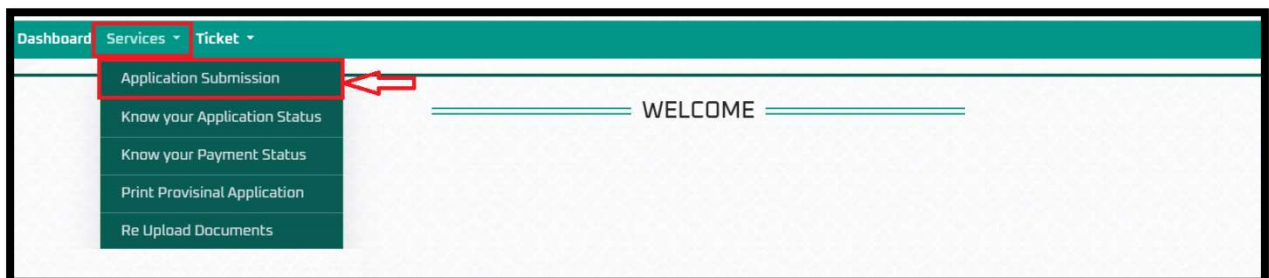 Dashboard Services Ticket
Application Submission
Know your Application Status
WELCOME
Know your Payment Status
Print Provisinal Application
Re Upload Documents